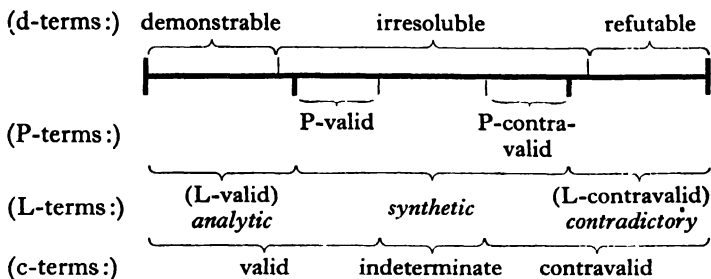 (d-terms:) demonstrable irresoluble refutable
P-valid P-contra-
(P-terms:) valid
(L-valid) (L-contravalid)
(L-terms:) analytic synthetic contradictory
(c-terms:) valid indeterminate contravalid